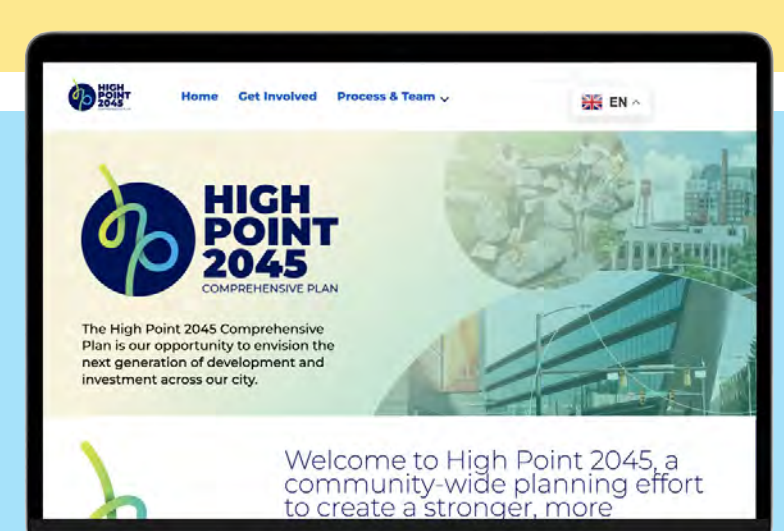 HIGH
POINT
2045
COMPREHENSIVE PLAN
Home Get Involved Process & Team
EN
HIGH
POINT
2045
COMPREHENSIVE PLAN
The High Point 2045 Comprehensive
Plan is our opportunity to envision the
next generation of development and
investment across our city.
Welcome to High Point 2045, a
community-wide planning effort
to create a stronger, more